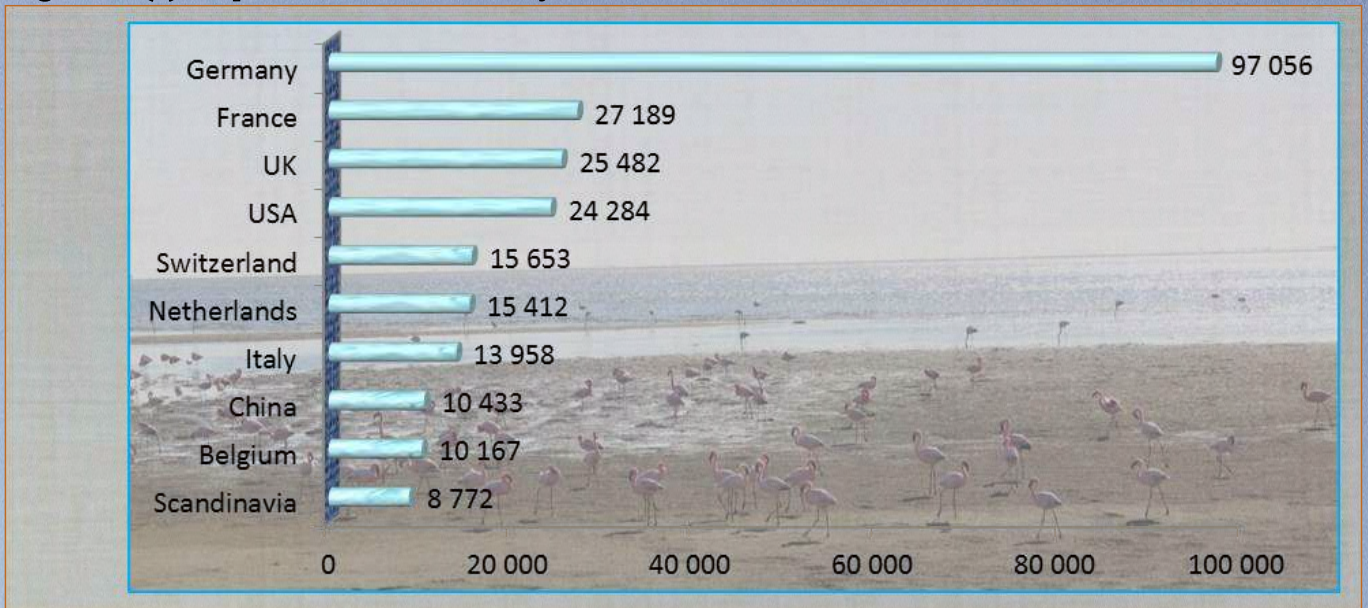 Germany 97 056
France 27 189
UK 25 482
USA 24 284
Switzerland 15 653
Netherlands 15 412
Italy 13 958
China 10 433
Belgium 10 167
Scandinavia 8 772
0 20 000 40 000 60 000 80 000 100 000